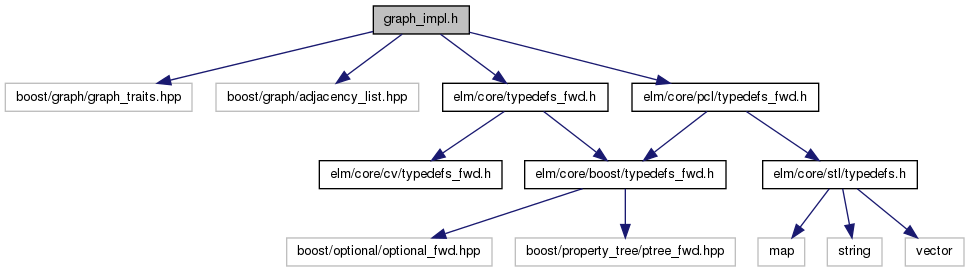 graph_impl.h
boost/graph/graph_traits.hpp
boost/graph/adjacency_list.hpp
elm/core/typedefs_fwd.h
elm/core/pcl/typedefs_fwd.h
elm/core/cv/typedefs_fwd.h
elm/core/boost/typedefs_fwd.h
elm/core/stl/typedefs.h
boost/optional/optional_fwd.hpp
boost/property_tree/ptree_fwd.hpp
map
string
vector